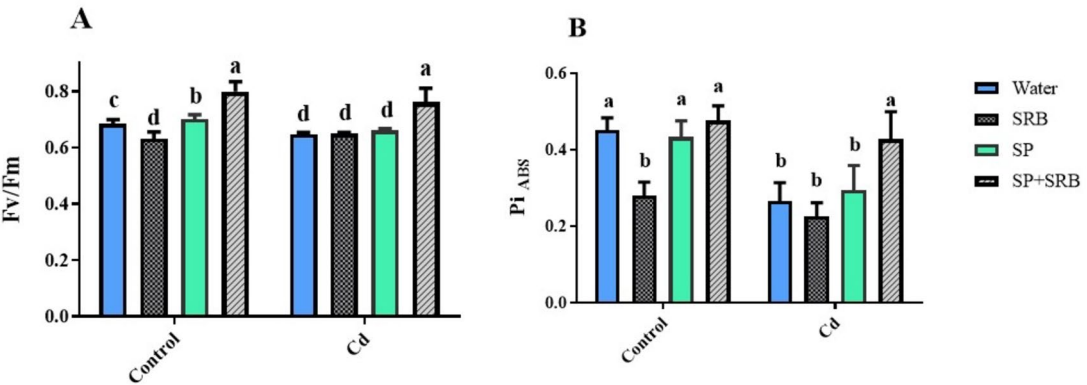 A
Fv/Fm
0.8
0.6
0.4
0.2
0.0
c
d
b
a
d
d
d
a
Control
Cd
B
Pi ABS
0.6
0.4
0.2
0.0
a
b
a
a
b
b
b
a
Control
Cd
Water
SRB
SP
SP+SRB